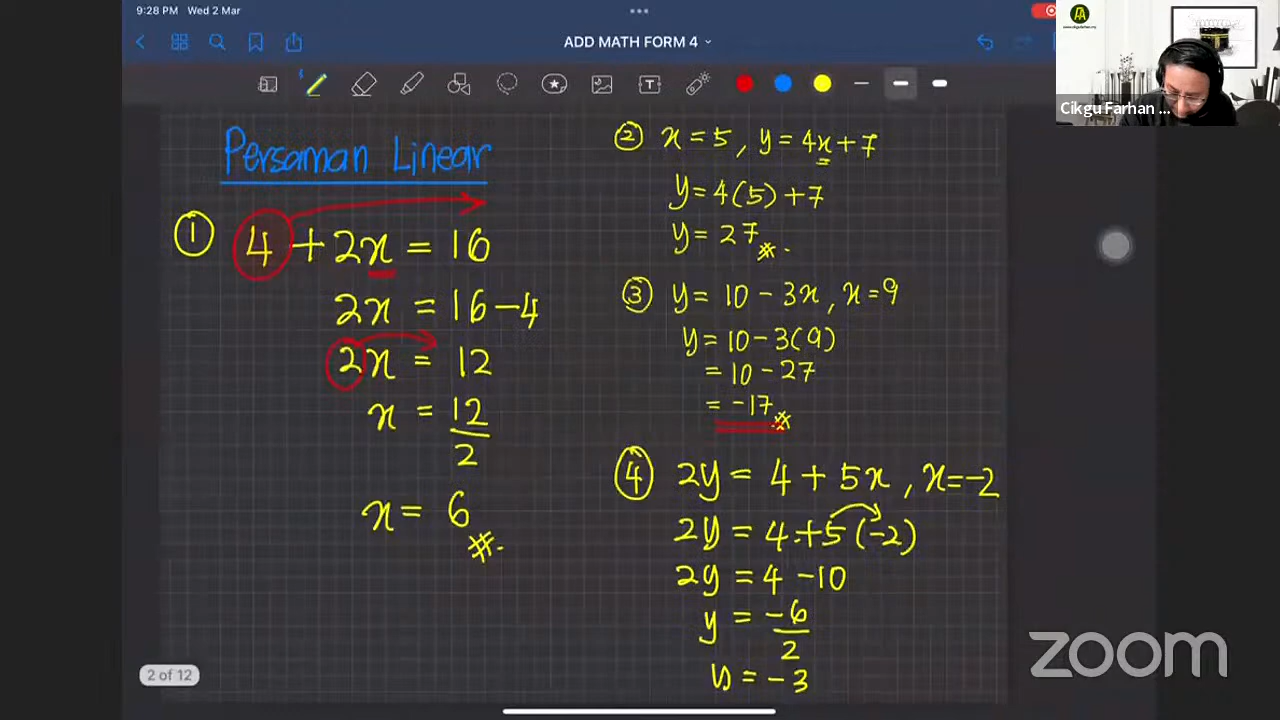 9:28 PM Wed 2 Mar
ADD MATH FORM 4
Cikgu Farhan ...
Persaman Linear
① 4 + 2x = 16
2x = 16 - 4
2x = 12
x = 12/2
x = 6 #.
② x = 5, y = 4x + 7
y = 4(5) + 7
y = 27 #.
③ y = 10 - 3x, x = 9
y = 10 - 3(9)
= 10 - 27
= -17 #
④ 2y = 4 + 5x, x = -2
2y = 4 + 5(-2)
2y = 4 - 10
y = -6/2
y = -3
2 of 12
zoom